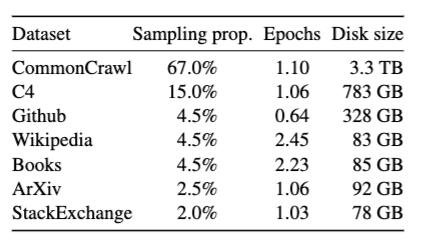 Dataset Sampling prop. Epochs Disk size
CommonCrawl 67.0% 1.10 3.3 TB
C4 15.0% 1.06 783 GB
Github 4.5% 0.64 328 GB
Wikipedia 4.5% 2.45 83 GB
Books 4.5% 2.23 85 GB
ArXiv 2.5% 1.06 92 GB
StackExchange 2.0% 1.03 78 GB